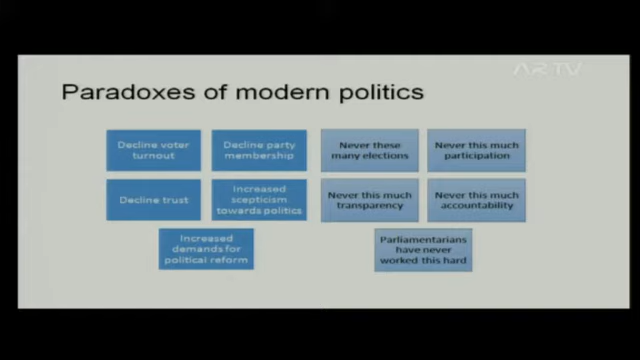 ARTV
Paradoxes of modern politics
Decline voter
turnout
Decline party
membership
Never these
many elections
Never this much
participation
Decline trust
Increased
scepticism
towards politics
Never this much
transparency
Never this much
accountability
Increased
demands for
political reform
Parliamentarians
have never
worked this hard